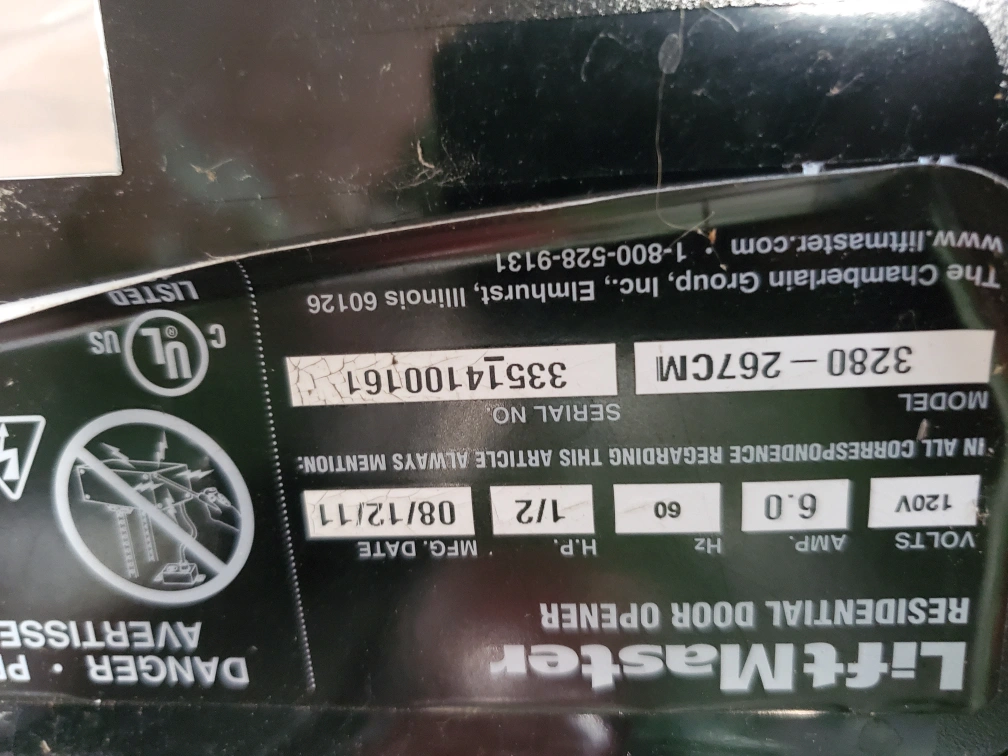 LiftMaster
RESIDENTIAL DOOR OPENER
VOLTS AMP. Hz H.P. MFG. DATE
120V 6.0 60 1/2 08/12/11
IN ALL CORRESPONDENCE REGARDING THIS ARTICLE ALWAYS MENTION:
MODEL SERIAL NO
3280 – 267CM 33514100161
The Chamberlain Group, Inc., Elmhurst, Illinois 60126
www.liftmaster.com • 1-800-528-9131
DANGER •
AVERTISSE
C UL® US
LISTED